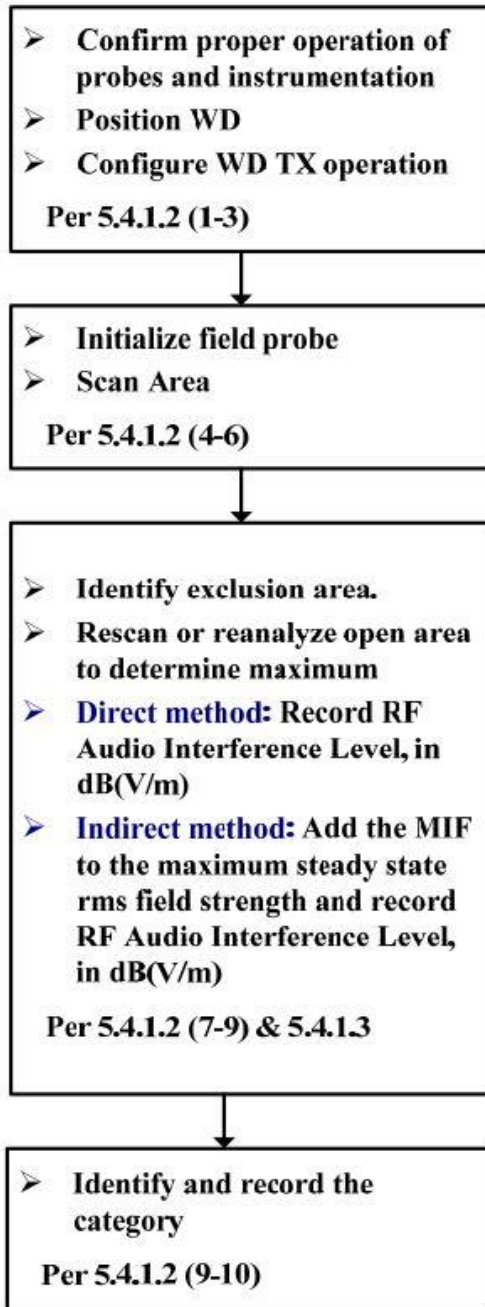 ➢ Confirm proper operation of
probes and instrumentation
➢ Position WD
➢ Configure WD TX operation
Per 5.4.1.2 (1-3)
➢ Initialize field probe
➢ Scan Area
Per 5.4.1.2 (4-6)
➢ Identify exclusion area.
➢ Rescan or reanalyze open area
to determine maximum
➢ Direct method: Record RF
Audio Interference Level, in
dB(V/m)
➢ Indirect method: Add the MIF
to the maximum steady state
rms field strength and record
RF Audio Interference Level,
in dB(V/m)
Per 5.4.1.2 (7-9) & 5.4.1.3
➢ Identify and record the
category
Per 5.4.1.2 (9-10)